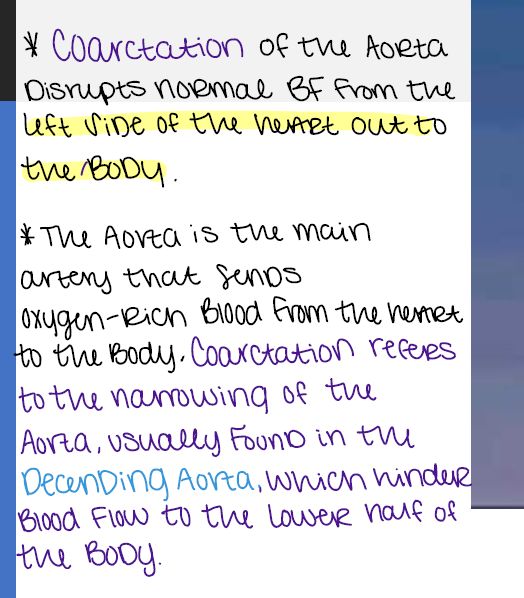 * Coarctation of the Aorta
Disrupts normal BF from the
left side of the heart out to
the Body.
* The Aorta is the main
artery that sends
oxygen-rich Blood from the heart
to the Body. Coarctation refers
to the narrowing of the
Aorta, usually found in the
Decending Aorta, which hinder
Blood flow to the lower half of
the Body.